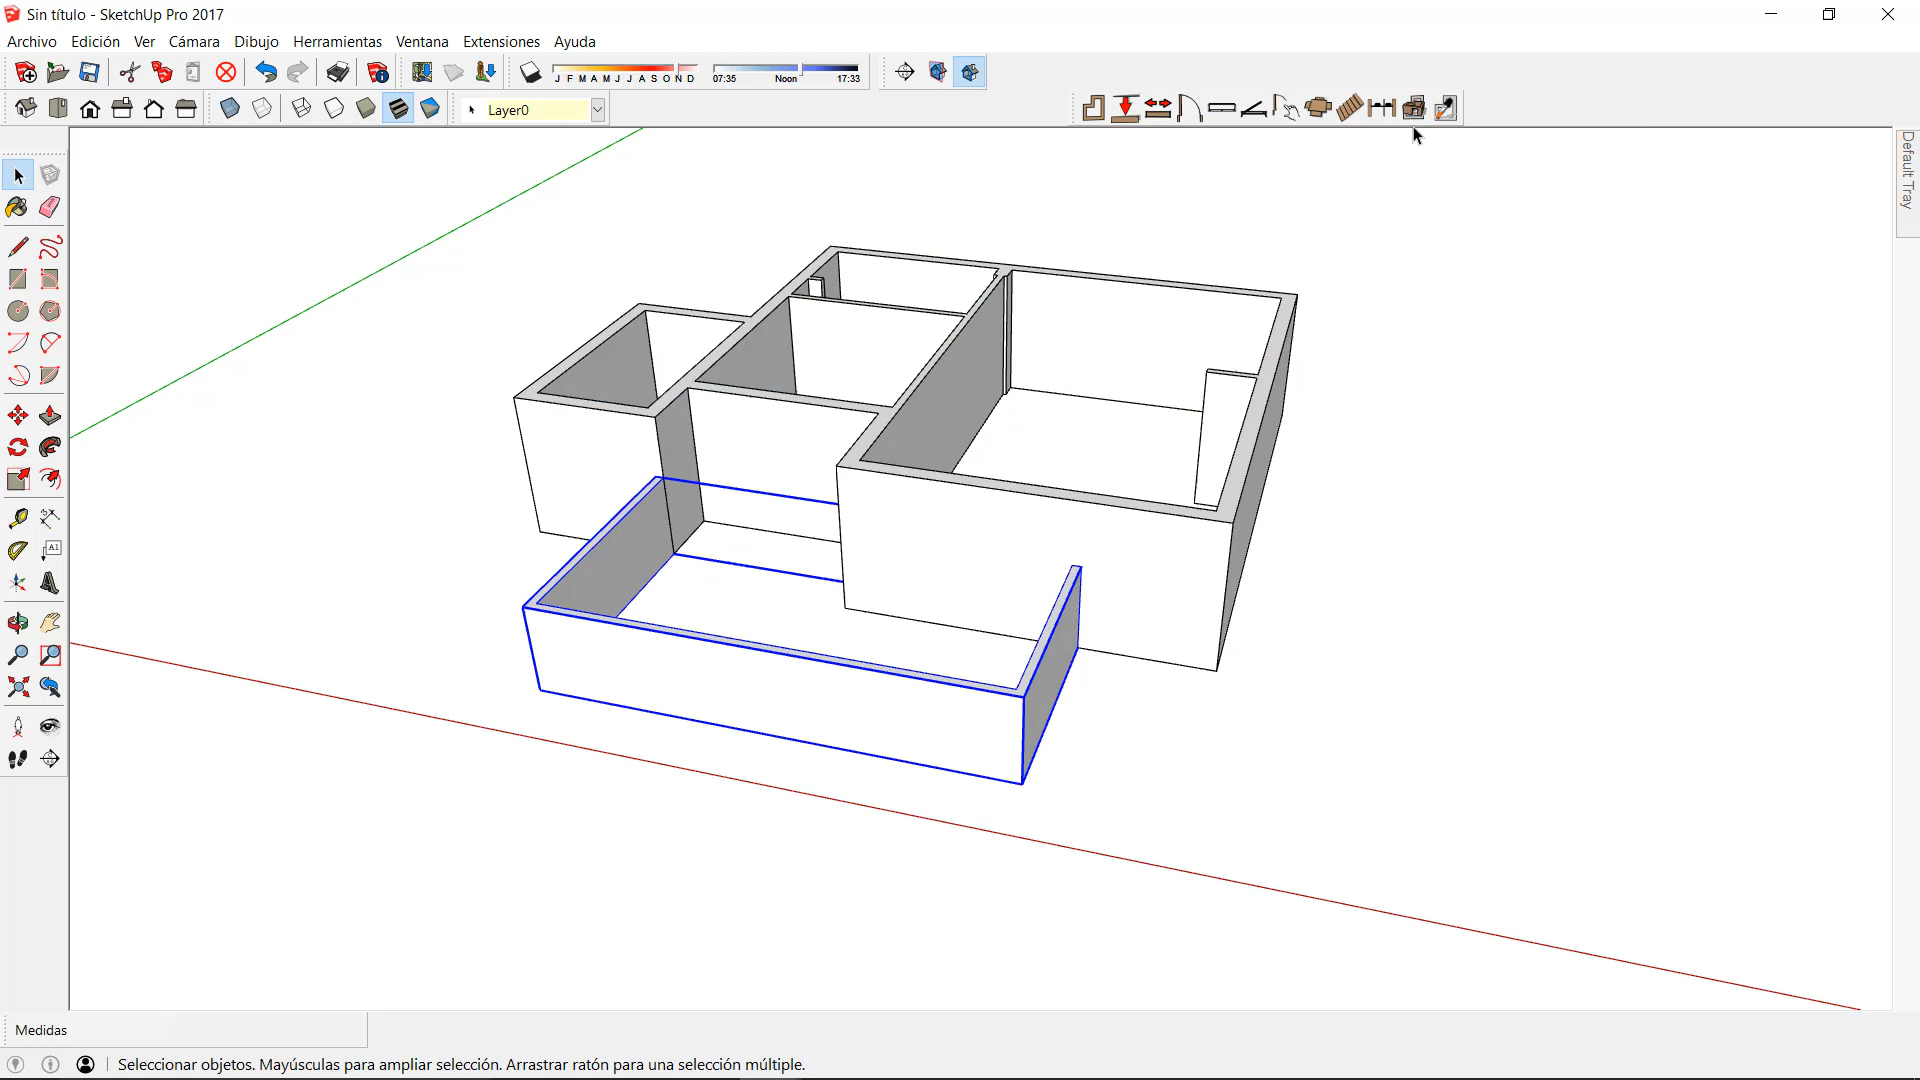 Sin título - SketchUp Pro 2017
Archivo Edición Ver Cámara Dibujo Herramientas Ventana Extensiones Ayuda
J F M A M J J A S O N D 07:35 Noon 17:33
Layer0
Default Tray
A1
Medidas
Seleccionar objetos. Mayúsculas para ampliar selección. Arrastrar ratón para una selección múltiple.